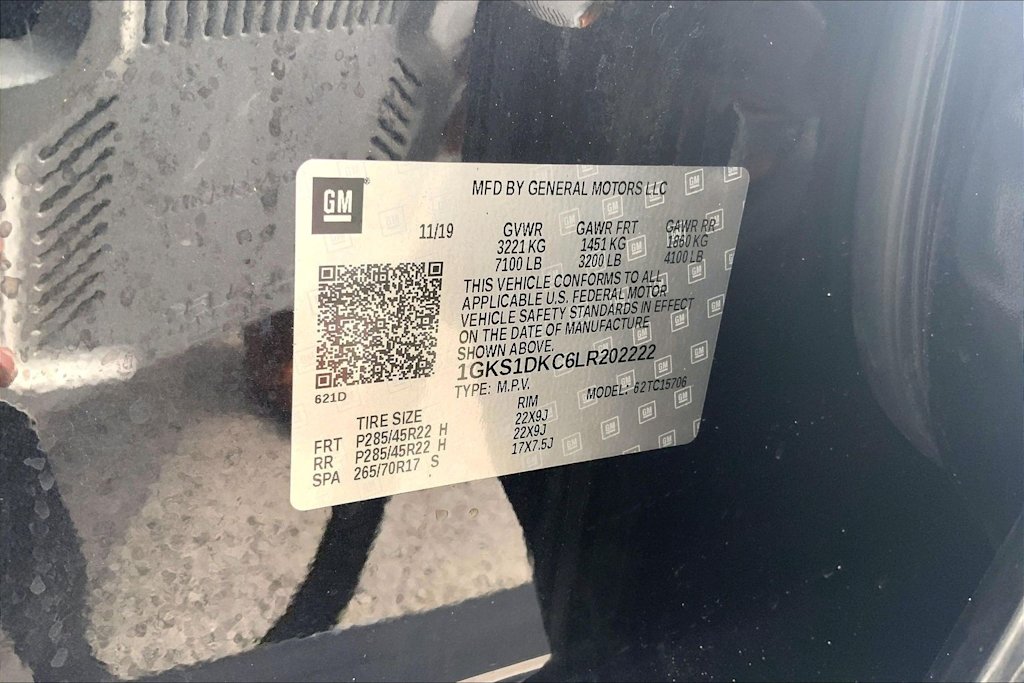 GM
MFD BY GENERAL MOTORS LLC
11/19 GVWR GAWR FRT GAWR RR
3221 KG 1451 KG 1860 KG
7100 LB 3200 LB 4100 LB
THIS VEHICLE CONFORMS TO ALL
APPLICABLE U.S. FEDERAL MOTOR
VEHICLE SAFETY STANDARDS IN EFFECT
ON THE DATE OF MANUFACTURE
SHOWN ABOVE.
1GKS1DKC6LR202222
TYPE: M.P.V. MODEL: 62TC15706
621D
TIRE SIZE RIM
FRT P285/45R22 H 22X9J
RR P285/45R22 H 22X9J
SPA 265/70R17 S 17X7.5J